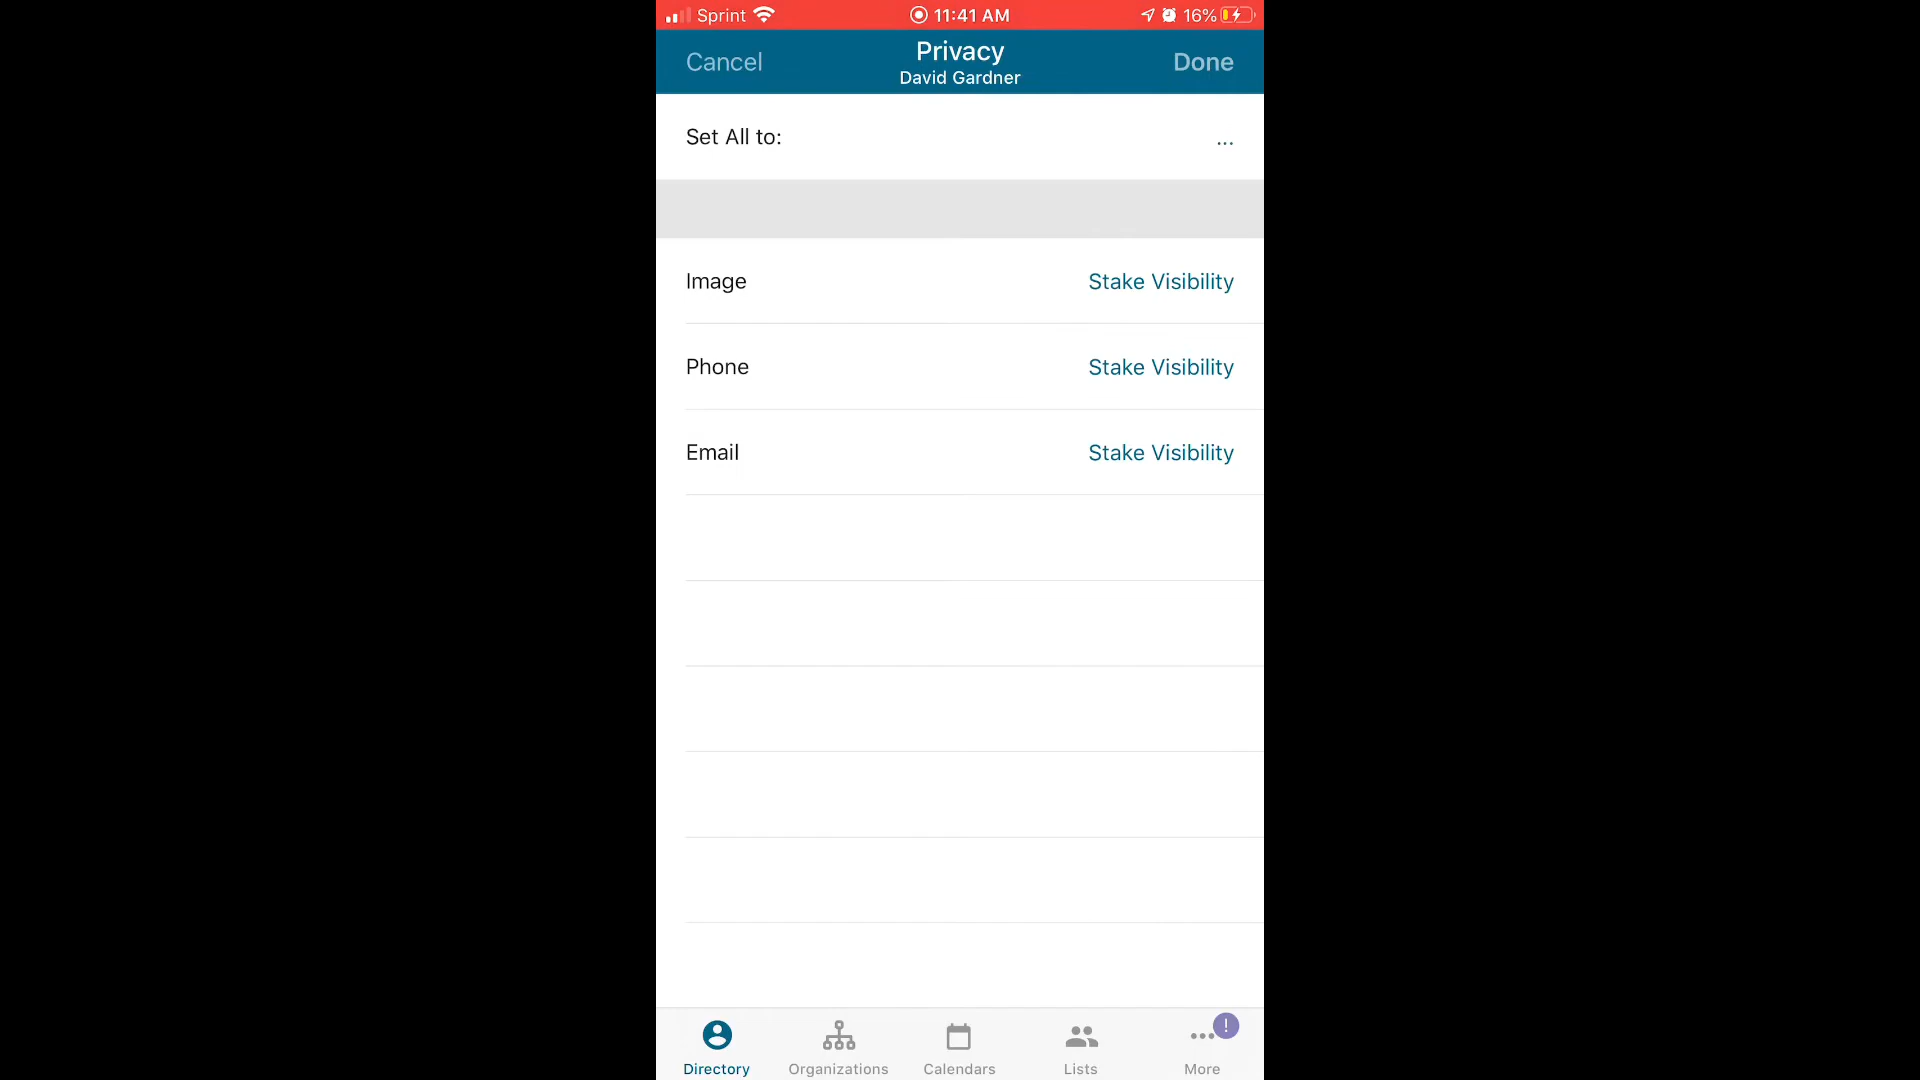 Sprint 11:41 AM 16%
Cancel Privacy Done
David Gardner
Set All to: ...
Image Stake Visibility
Phone Stake Visibility
Email Stake Visibility
!
Directory Organizations Calendars Lists More